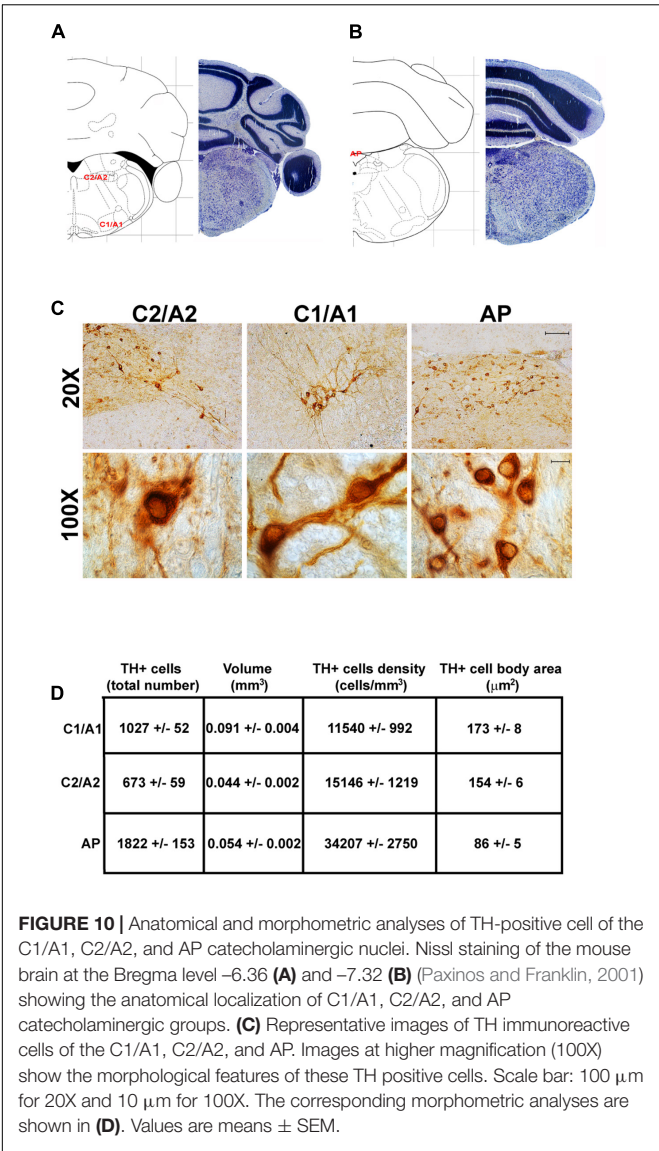 A
B
C2/A2
C1/A1
AP
C
C2/A2 C1/A1 AP
20X
100X
D
TH+ cells (total number) Volume (mm³) TH+ cells density (cells/mm³) TH+ cell body area (µm²)
C1/A1 1027 +/- 52 0.091 +/- 0.004 11540 +/- 992 173 +/- 8
C2/A2 673 +/- 59 0.044 +/- 0.002 15146 +/- 1219 154 +/- 6
AP 1822 +/- 153 0.054 +/- 0.002 34207 +/- 2750 86 +/- 5
FIGURE 10 | Anatomical and morphometric analyses of TH-positive cell of the
C1/A1, C2/A2, and AP catecholaminergic nuclei. Nissl staining of the mouse
brain at the Bregma level –6.36 (A) and –7.32 (B) (Paxinos and Franklin, 2001)
showing the anatomical localization of C1/A1, C2/A2, and AP
catecholaminergic groups. (C) Representative images of TH immunoreactive
cells of the C1/A1, C2/A2, and AP. Images at higher magnification (100X)
show the morphological features of these TH positive cells. Scale bar: 100 µm
for 20X and 10 µm for 100X. The corresponding morphometric analyses are
shown in (D). Values are means ± SEM.